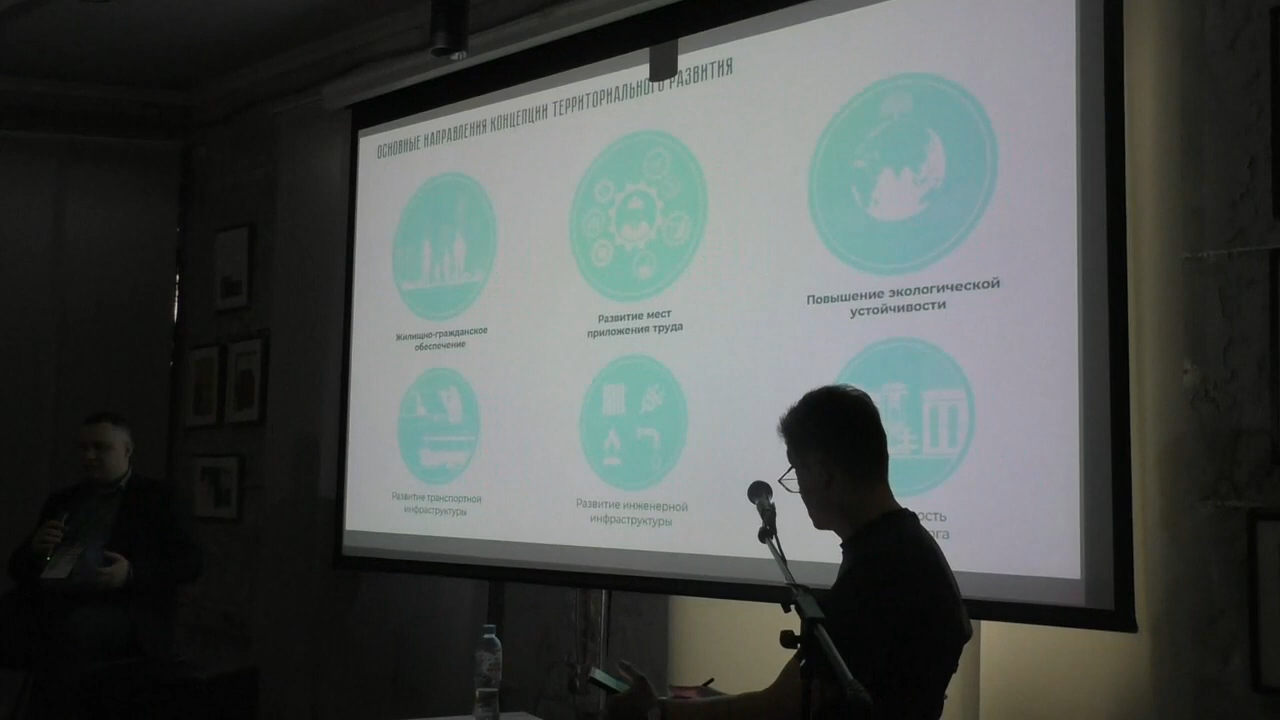 ОСНОВНЫЕ НАПРАВЛЕНИЯ КОНЦЕПЦИИ ТЕРРИТОРИАЛЬНОГО РАЗВИТИЯ
Жилищно-гражданское
обеспечение
Развитие мест
приложения труда
Повышение экологической
устойчивости
Развитие транспортной
инфраструктуры
Развитие инженерной
инфраструктуры